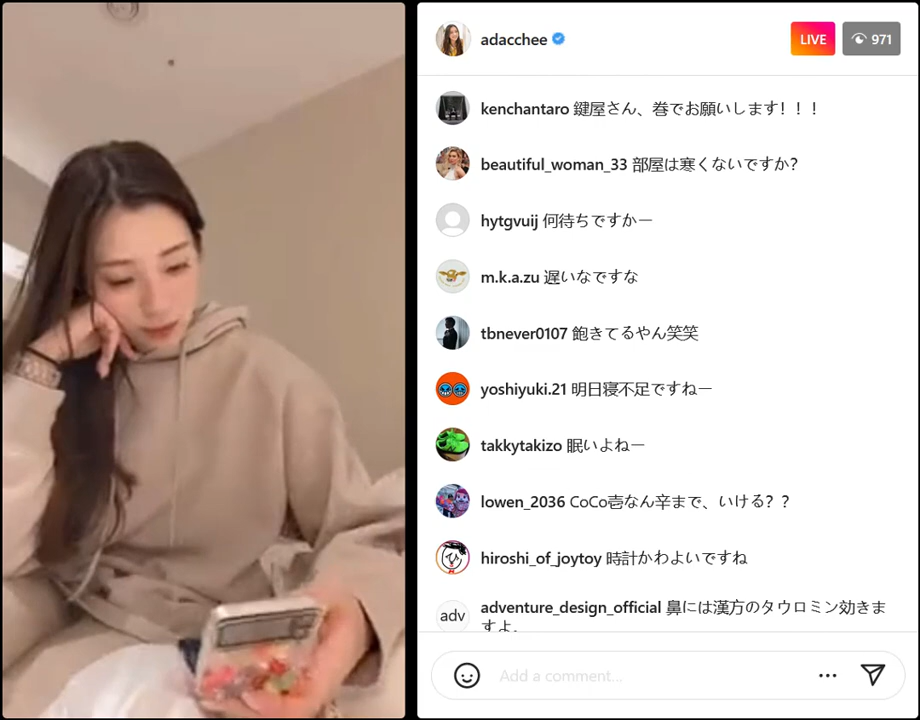 adacchee
LIVE
971
kenchantaro 鍵屋さん、巻でお願いします！！！
beautiful_woman_33 部屋は寒くないですか？
hytgvuij 何待ちですかー
m.k.a.zu 遅いなですな
tbnever0107 飽きてるやん笑笑
yoshiyuki.21 明日寝不足ですねー
takkytakizo 眠いよねー
lowen_2036 CoCo壱なん辛まで、いける？？
hiroshi_of_joytoy 時計かわよいですね
adv
adventure_design_official 鼻には漢方のタウロミン効きま
すよ、
Add a comment...